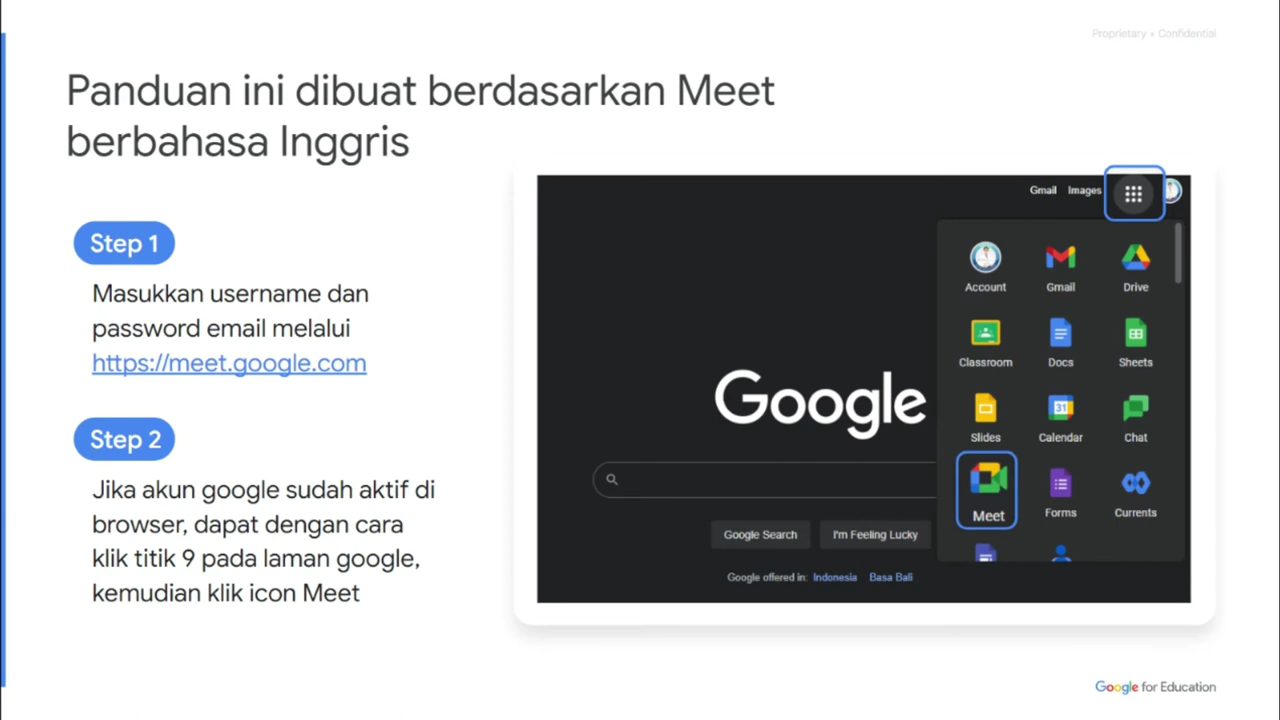 Proprietary + Confidential
Panduan ini dibuat berdasarkan Meet
berbahasa Inggris
Step 1
Masukkan username dan
password email melalui
https://meet.google.com
Step 2
Jika akun google sudah aktif di
browser, dapat dengan cara
klik titik 9 pada laman google,
kemudian klik icon Meet
Gmail Images
Account Gmail Drive
Classroom Docs Sheets
31
Slides Calendar Chat
Meet Forms Currents
Google
Google Search I'm Feeling Lucky
Google offered in: Indonesia Basa Bali
Google for Education